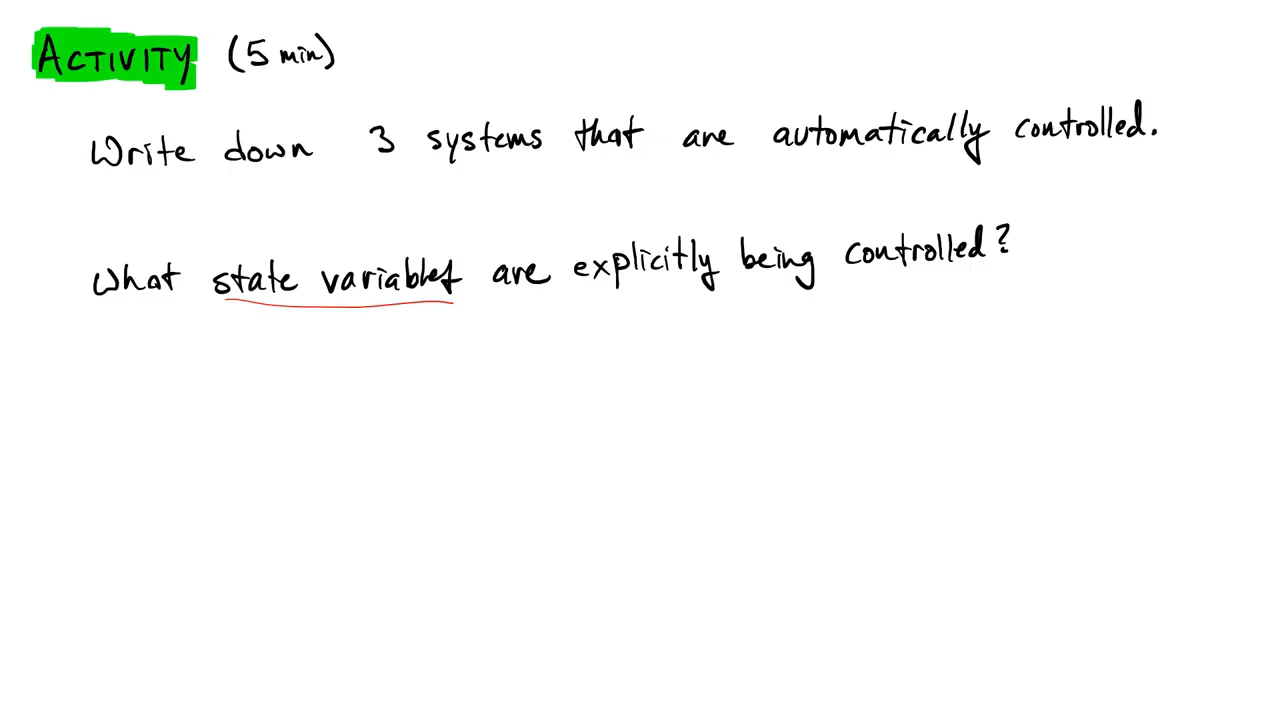 ACTIVITY (5 min)
Write down 3 systems that are automatically controlled.
What state variables are explicitly being controlled?